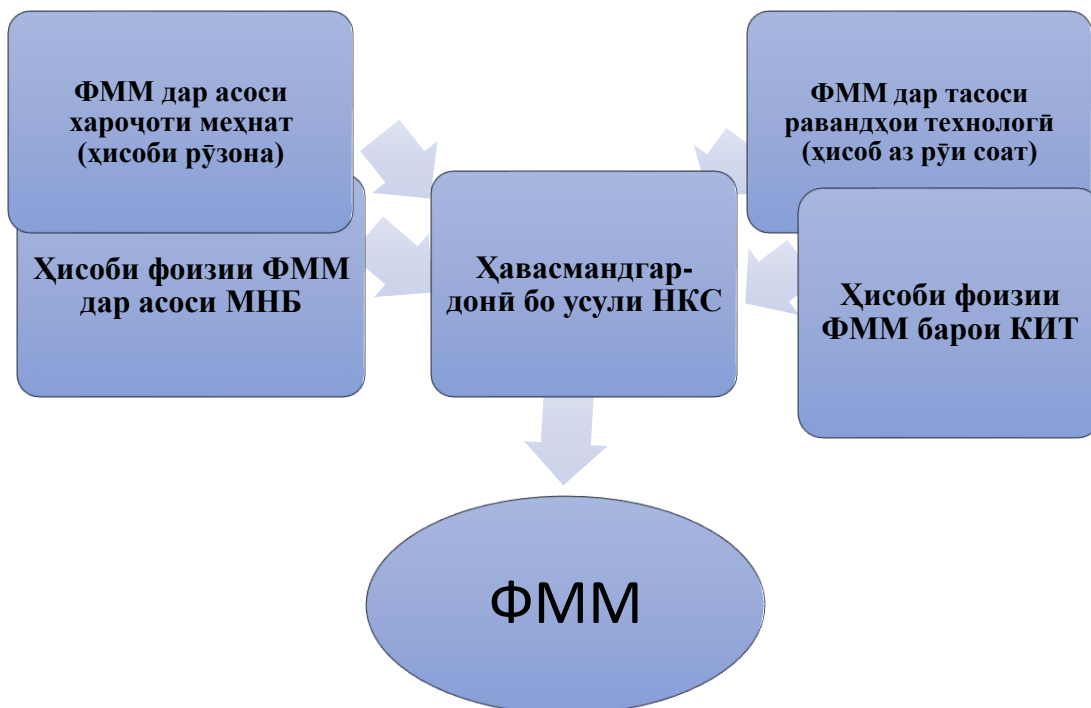 ФММ дар асоси
хароҷоти меҳнат
(ҳисоби рӯзона)
ФММ дар тасоси
равандҳои технологӣ
(ҳисоб аз рӯи соат)
Ҳисоби фоизии ФММ
дар асоси МНБ
Ҳавасмандгар-
донӣ бо усули НКС
Ҳисоби фоизии
ФММ барои КИТ
ФММ